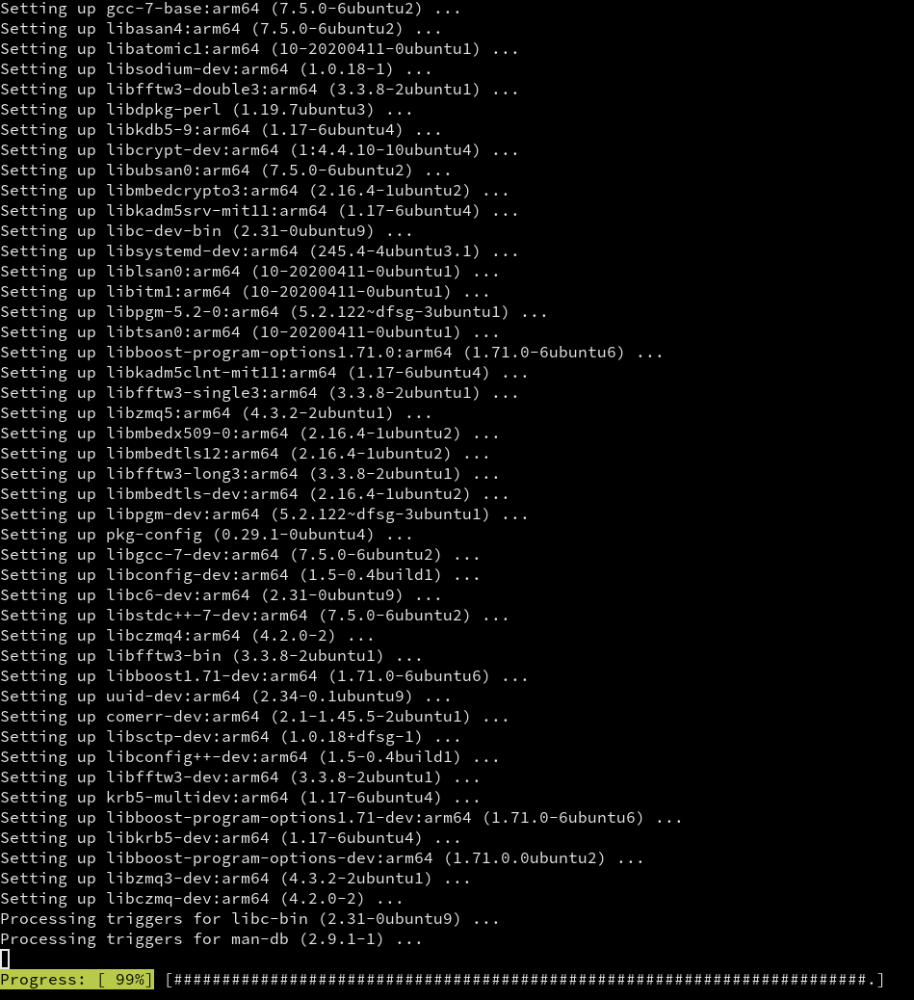 Setting up gcc-7-base:arm64 (7.5.0-6ubuntu2) ...
Setting up libasan4:arm64 (7.5.0-6ubuntu2) ...
Setting up libatomic1:arm64 (10-20200411-0ubuntu1) ...
Setting up libsodium-dev:arm64 (1.0.18-1) ...
Setting up libfftw3-double3:arm64 (3.3.8-2ubuntu1) ...
Setting up libdpkg-perl (1.19.7ubuntu3) ...
Setting up libkdb5-9:arm64 (1.17-6ubuntu4) ...
Setting up libcrypt-dev:arm64 (1:4.4.10-10ubuntu4) ...
Setting up libubsan0:arm64 (7.5.0-6ubuntu2) ...
Setting up libmbedcrypto3:arm64 (2.16.4-1ubuntu2) ...
Setting up libkadm5srv-mit11:arm64 (1.17-6ubuntu4) ...
Setting up libc-dev-bin (2.31-0ubuntu9) ...
Setting up libsystemd-dev:arm64 (245.4-4ubuntu3.1) ...
Setting up liblsan0:arm64 (10-20200411-0ubuntu1) ...
Setting up libitm1:arm64 (10-20200411-0ubuntu1) ...
Setting up libpgm-5.2-0:arm64 (5.2.122~dfsg-3ubuntu1) ...
Setting up libtsan0:arm64 (10-20200411-0ubuntu1) ...
Setting up libboost-program-options1.71.0:arm64 (1.71.0-6ubuntu6) ...
Setting up libkadm5clnt-mit11:arm64 (1.17-6ubuntu4) ...
Setting up libfftw3-single3:arm64 (3.3.8-2ubuntu1) ...
Setting up libzmq5:arm64 (4.3.2-2ubuntu1) ...
Setting up libmbedx509-0:arm64 (2.16.4-1ubuntu2) ...
Setting up libmbedtls12:arm64 (2.16.4-1ubuntu2) ...
Setting up libfftw3-long3:arm64 (3.3.8-2ubuntu1) ...
Setting up libmbedtls-dev:arm64 (2.16.4-1ubuntu2) ...
Setting up libpgm-dev:arm64 (5.2.122~dfsg-3ubuntu1) ...
Setting up pkg-config (0.29.1-0ubuntu4) ...
Setting up libgcc-7-dev:arm64 (7.5.0-6ubuntu2) ...
Setting up libconfig-dev:arm64 (1.5-0.4build1) ...
Setting up libc6-dev:arm64 (2.31-0ubuntu9) ...
Setting up libstdc++-7-dev:arm64 (7.5.0-6ubuntu2) ...
Setting up libczmq4:arm64 (4.2.0-2) ...
Setting up libfftw3-bin (3.3.8-2ubuntu1) ...
Setting up libboost1.71-dev:arm64 (1.71.0-6ubuntu6) ...
Setting up uuid-dev:arm64 (2.34-0.1ubuntu9) ...
Setting up comerr-dev:arm64 (2.1-1.45.5-2ubuntu1) ...
Setting up libsctp-dev:arm64 (1.0.18+dfsg-1) ...
Setting up libconfig++-dev:arm64 (1.5-0.4build1) ...
Setting up libfftw3-dev:arm64 (3.3.8-2ubuntu1) ...
Setting up krb5-multidev:arm64 (1.17-6ubuntu4) ...
Setting up libboost-program-options1.71-dev:arm64 (1.71.0-6ubuntu6) ...
Setting up libkrb5-dev:arm64 (1.17-6ubuntu4) ...
Setting up libboost-program-options-dev:arm64 (1.71.0.0ubuntu2) ...
Setting up libzmq3-dev:arm64 (4.3.2-2ubuntu1) ...
Setting up libczmq-dev:arm64 (4.2.0-2) ...
Processing triggers for libc-bin (2.31-0ubuntu9) ...
Processing triggers for man-db (2.9.1-1) ...
Progress: [ 99%] [########################################################################.]